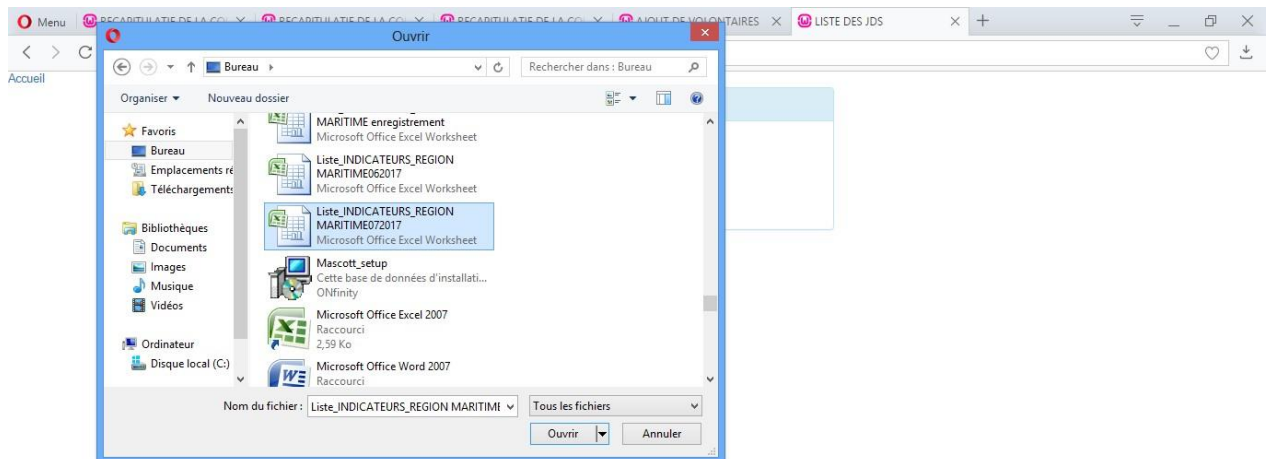 Menu RECAPITULATIF DE LA CO RECAPITULATIF DE LA CO RECAPITULATIF DE LA CO AJOUT DE VOLONTAIRES LISTE DES JDS
Ouvrir
Accueil
Bureau
Rechercher dans : Bureau
Organiser Nouveau dossier
Favoris
Bureau
Emplacements ré
Téléchargements
Bibliothèques
Documents
Images
Musique
Vidéos
Ordinateur
Disque local (C:)
MARITIME enregistrement
Microsoft Office Excel Worksheet
Liste_INDICATEURS_REGION
MARITIME062017
Microsoft Office Excel Worksheet
Liste_INDICATEURS_REGION
MARITIME072017
Microsoft Office Excel Worksheet
Mascott_setup
Cette base de données d'installati...
ONfinity
Microsoft Office Excel 2007
Raccourci
2,59 Ko
Microsoft Office Word 2007
Raccourci
Nom du fichier : Liste_INDICATEURS_REGION MARITIME Tous les fichiers
Ouvrir Annuler